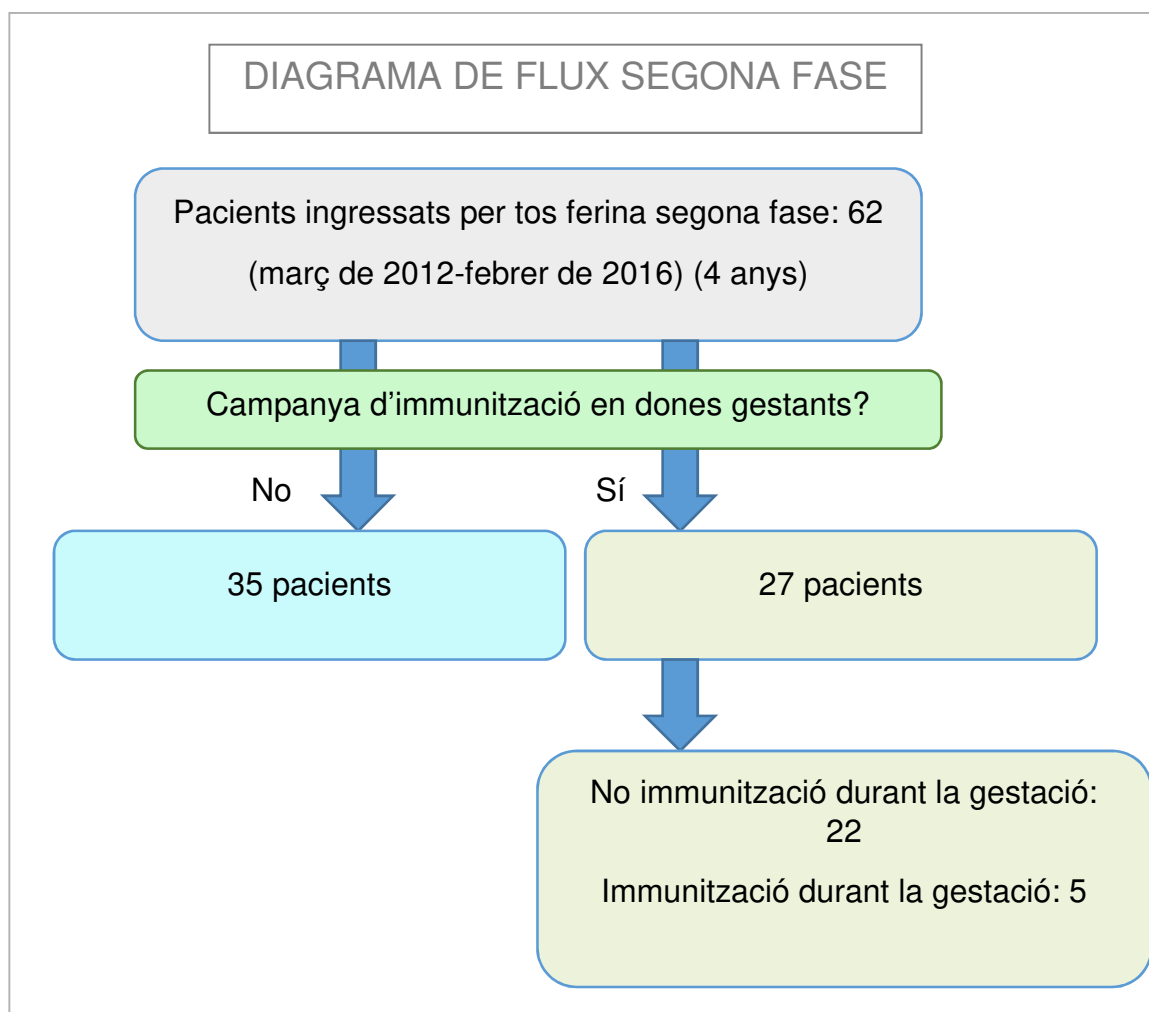 DIAGRAMA DE FLUX SEGONA FASE
Pacients ingressats per tos ferina segona fase: 62
(març de 2012-febrer de 2016) (4 anys)
Campanya d’immunització en dones gestants?
No
Sí
35 pacients
27 pacients
No immunització durant la gestació:
22
Immunització durant la gestació: 5